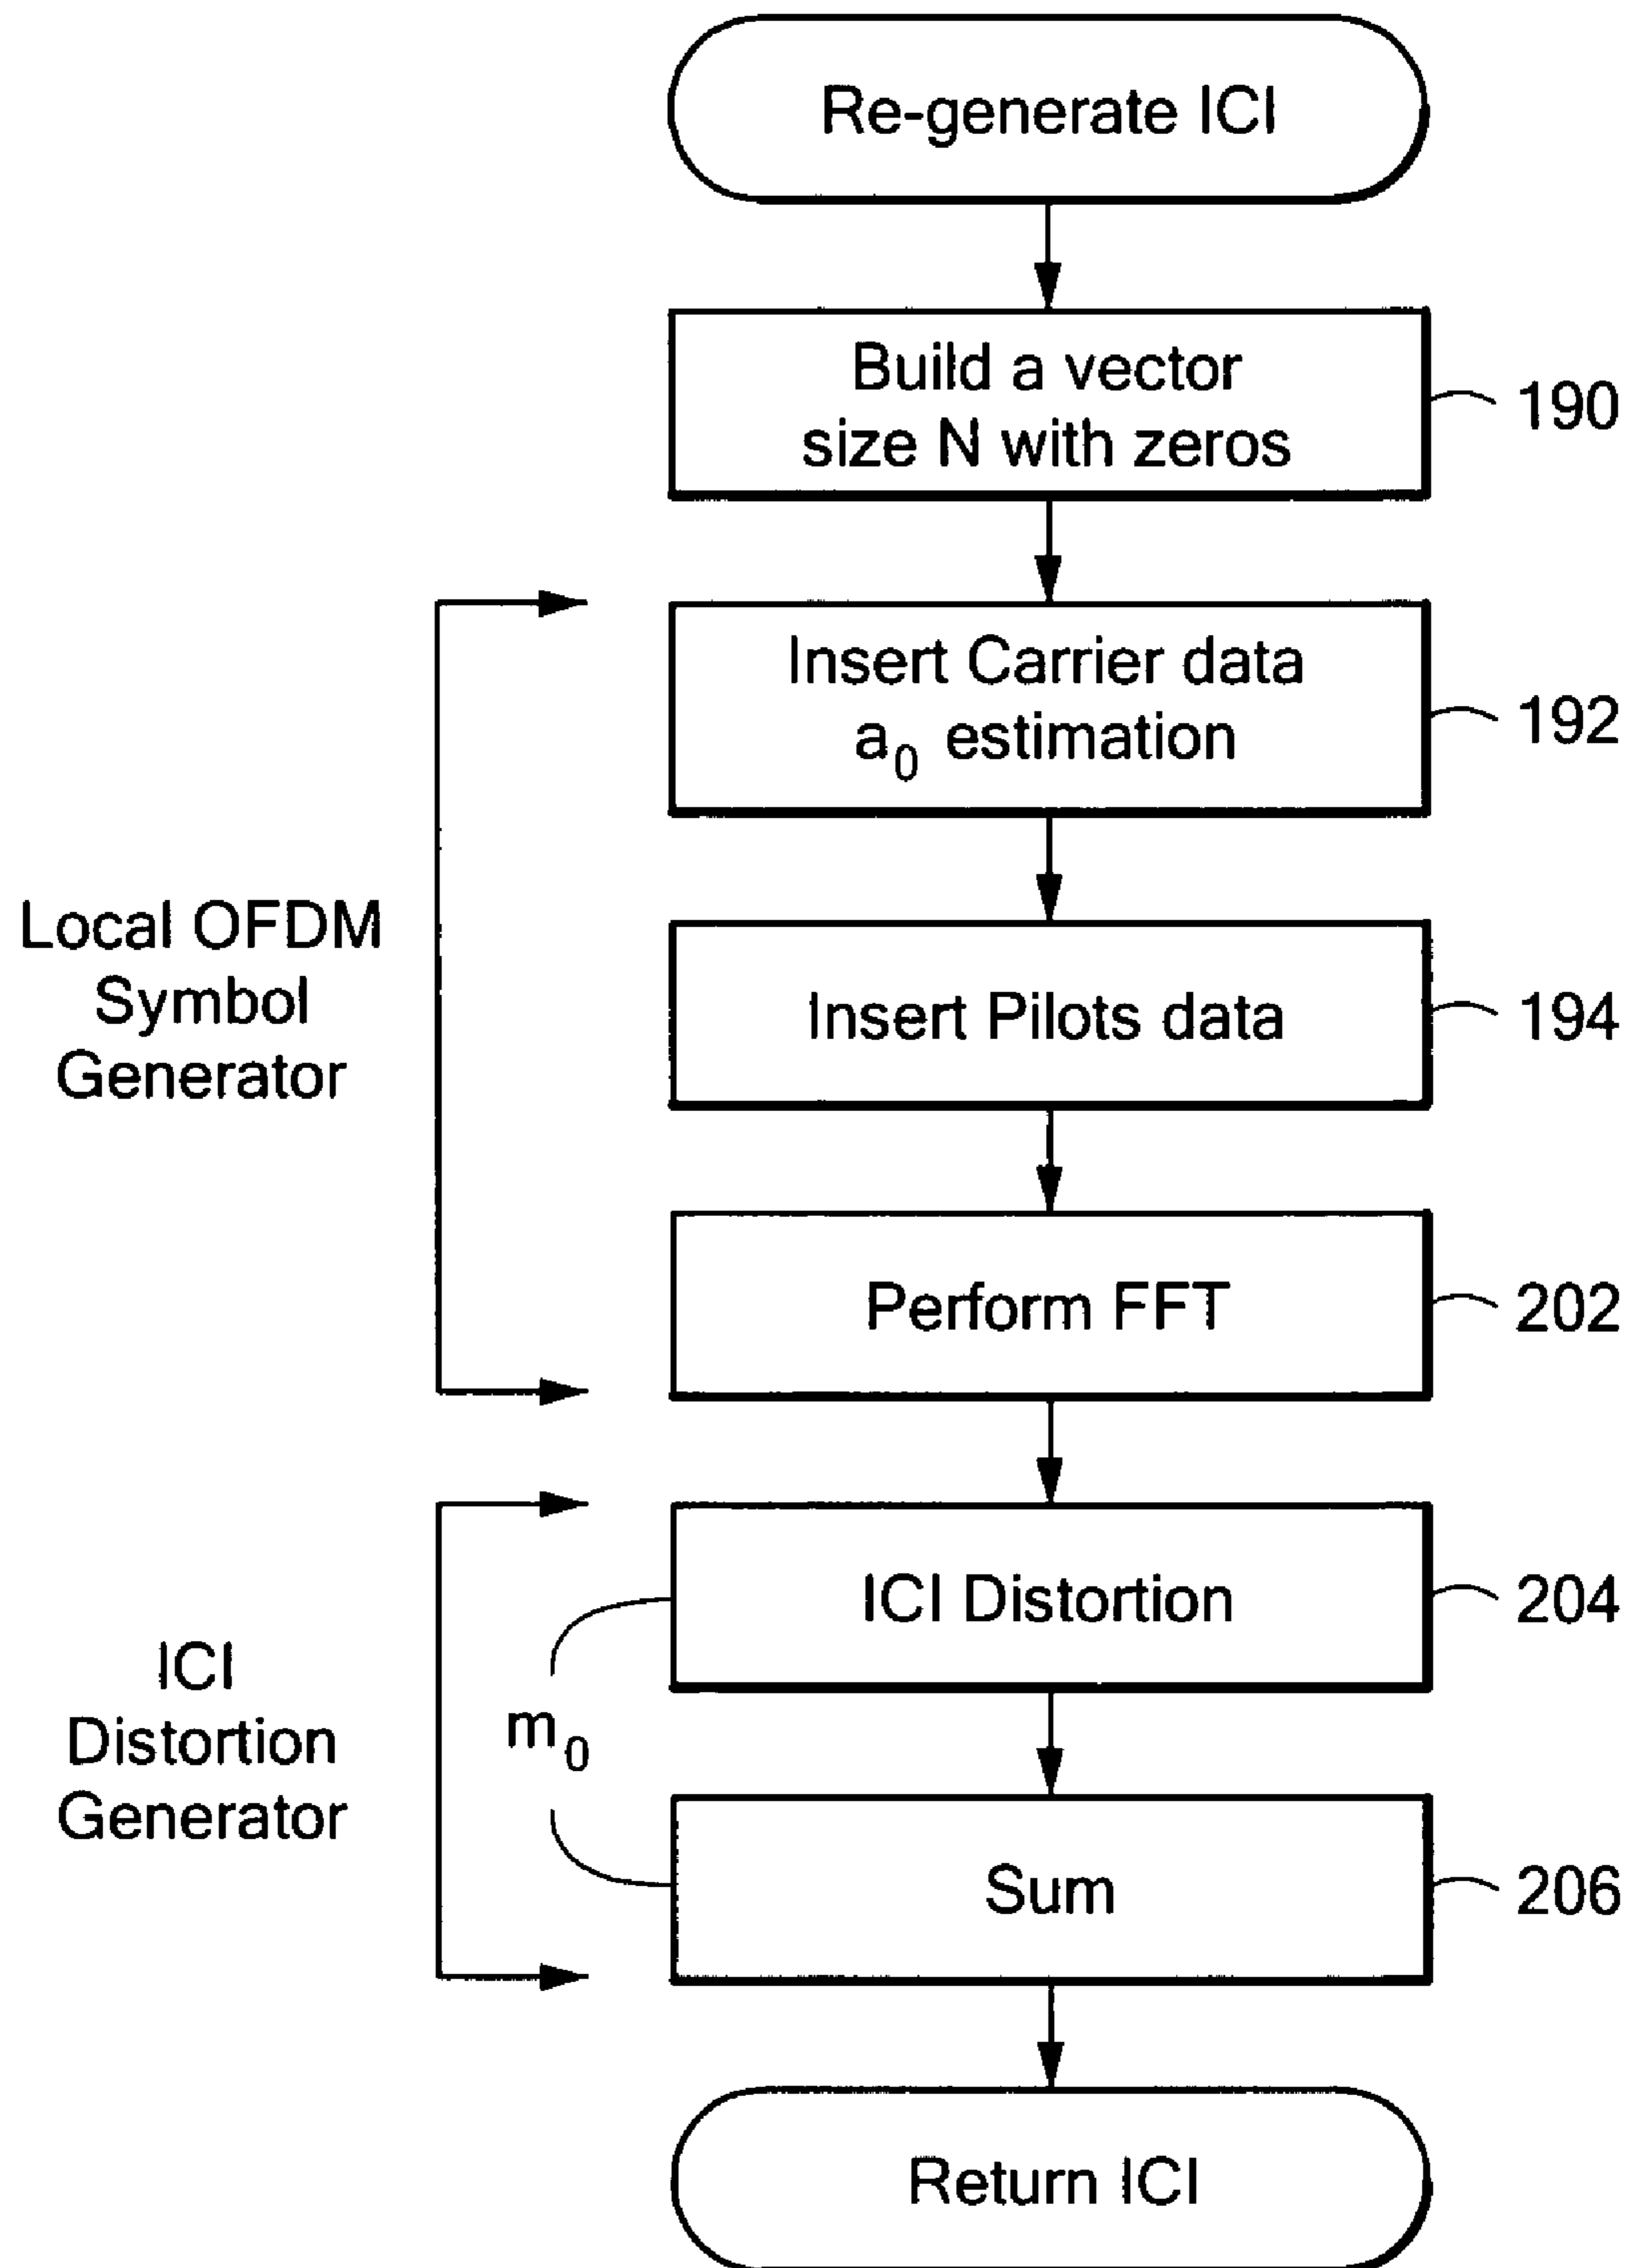 Re-generate ICI
Build a vector
size N with zeros
190
Insert Carrier data
a₀ estimation
192
Local OFDM
Symbol
Generator
Insert Pilots data
194
Perform FFT
202
ICI Distortion
204
ICI
Distortion
Generator
m₀
Sum
206
Return ICI